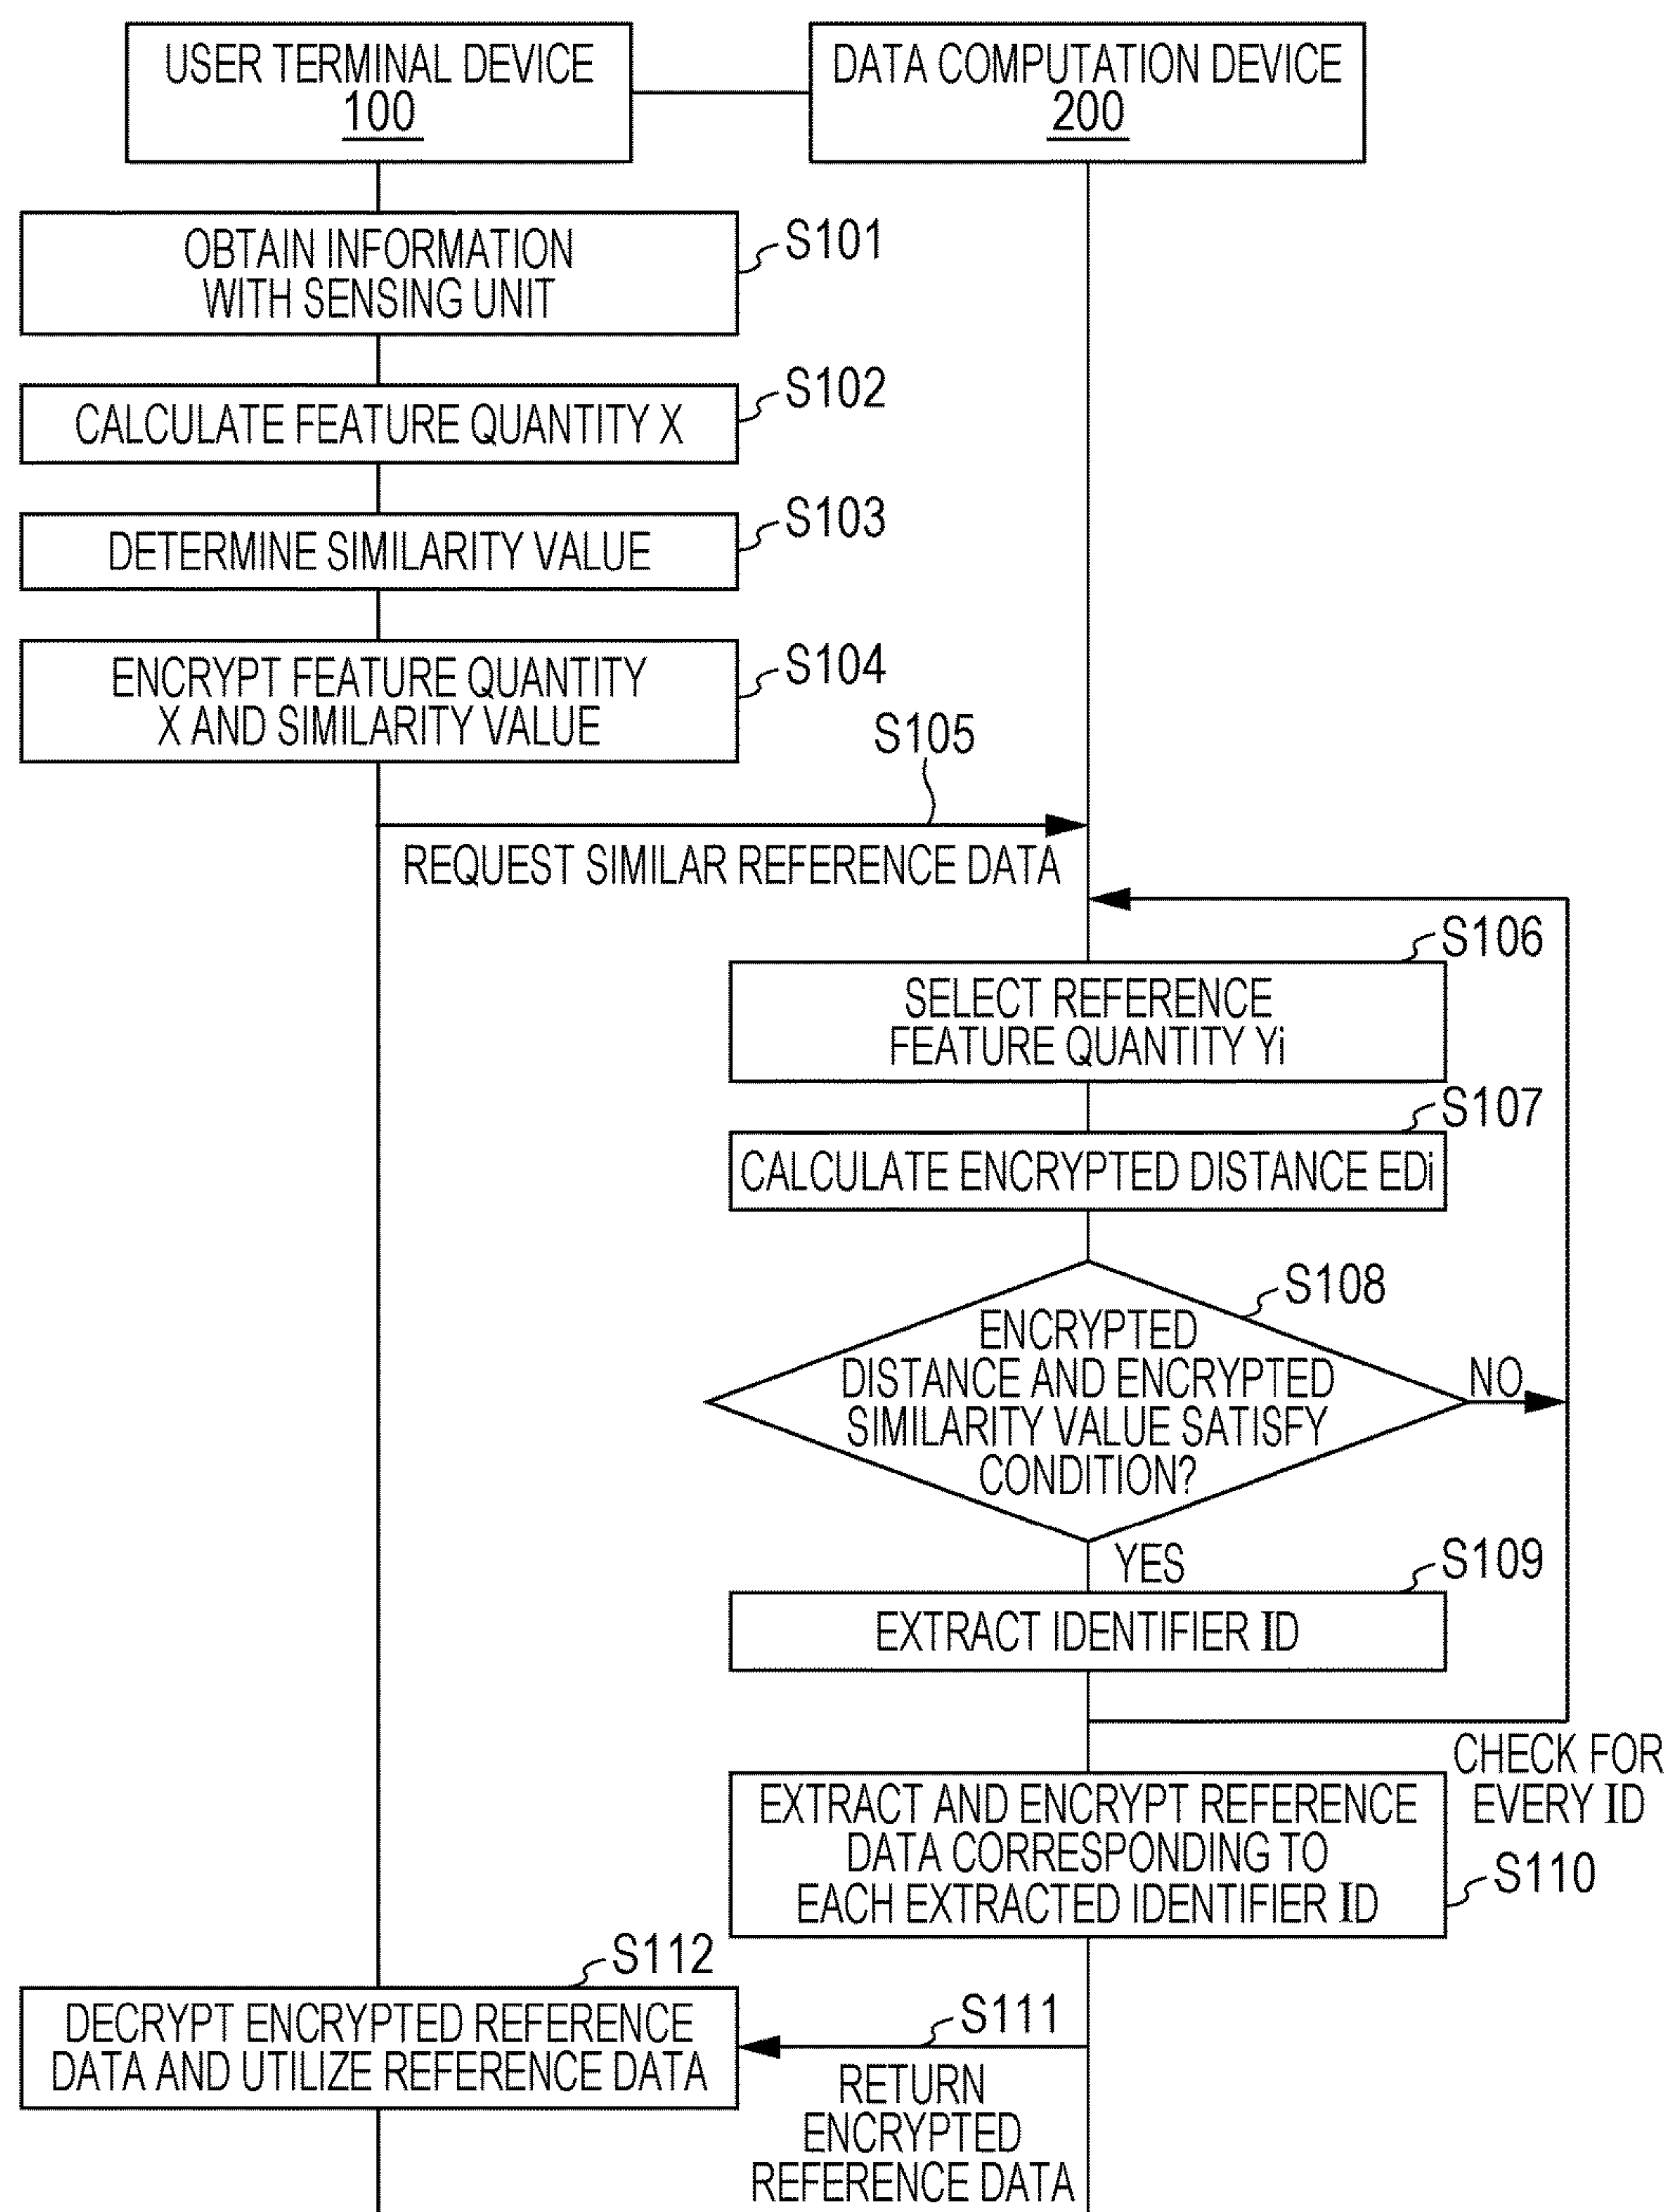 USER TERMINAL DEVICE
100
DATA COMPUTATION DEVICE
200
OBTAIN INFORMATION
WITH SENSING UNIT
S101
CALCULATE FEATURE QUANTITY X
S102
DETERMINE SIMILARITY VALUE
S103
ENCRYPT FEATURE QUANTITY
X AND SIMILARITY VALUE
S104
S105
REQUEST SIMILAR REFERENCE DATA
S106
SELECT REFERENCE
FEATURE QUANTITY Yi
S107
CALCULATE ENCRYPTED DISTANCE EDi
S108
ENCRYPTED
DISTANCE AND ENCRYPTED
SIMILARITY VALUE SATISFY
CONDITION?
NO
YES
S109
EXTRACT IDENTIFIER ID
CHECK FOR
EVERY ID
EXTRACT AND ENCRYPT REFERENCE
DATA CORRESPONDING TO
EACH EXTRACTED IDENTIFIER ID
S110
S112
DECRYPT ENCRYPTED REFERENCE
DATA AND UTILIZE REFERENCE DATA
S111
RETURN
ENCRYPTED
REFERENCE DATA